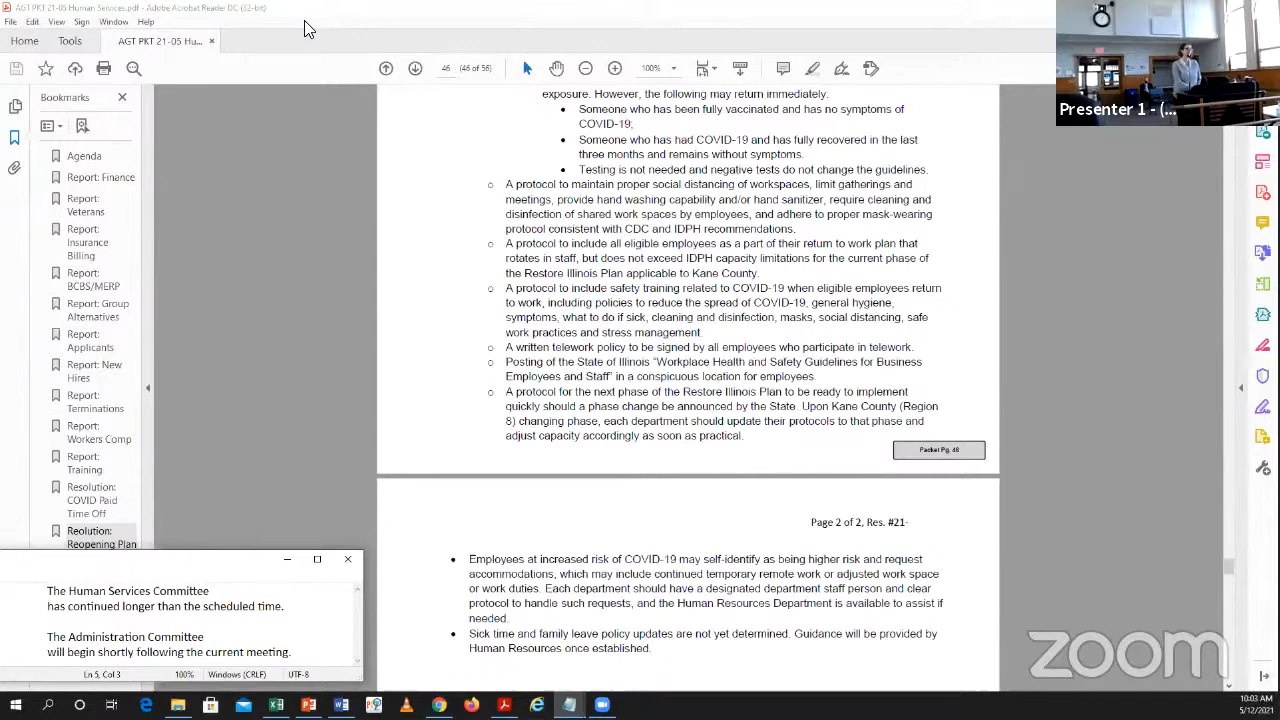 AGT PKT 21-05 Human Services.pdf - Adobe Acrobat Reader DC (32-bit)
File Edit View Sign Window Help
Home Tools AGT PKT 21-05 Hu... ×
46 (46 of 56) 100%
Bookmarks
Agenda
Report: Finance
Report:
Veterans
Report:
Insurance
Billing
Report:
BCBS/MERP
Report: Group
Alternatives
Report:
Applicants
Report: New
Hires
Report:
Terminations
Report:
Workers Comp
Report:
Training
Resolution:
COVID Paid
Time Off
Reolution:
Reopening Plan
exposure. However, the following may return immediately:
• Someone who has been fully vaccinated and has no symptoms of
COVID-19;
• Someone who has had COVID-19 and has fully recovered in the last
three months and remains without symptoms.
• Testing is not needed and negative tests do not change the guidelines.
o A protocol to maintain proper social distancing of workspaces, limit gatherings and
meetings, provide hand washing capability and/or hand sanitizer, require cleaning and
disinfection of shared work spaces by employees, and adhere to proper mask-wearing
protocol consistent with CDC and IDPH recommendations.
o A protocol to include all eligible employees as a part of their return to work plan that
rotates in staff, but does not exceed IDPH capacity limitations for the current phase of
the Restore Illinois Plan applicable to Kane County.
o A protocol to include safety training related to COVID-19 when eligible employees return
to work, including policies to reduce the spread of COVID-19, general hygiene,
symptoms, what to do if sick, cleaning and disinfection, masks, social distancing, safe
work practices and stress management.
o A written telework policy to be signed by all employees who participate in telework.
o Posting of the State of Illinois “Workplace Health and Safety Guidelines for Business
Employees and Staff” in a conspicuous location for employees.
o A protocol for the next phase of the Restore Illinois Plan to be ready to implement
quickly should a phase change be announced by the State. Upon Kane County (Region
8) changing phase, each department should update their protocols to that phase and
adjust capacity accordingly as soon as practical.
Packet Pg. 46
Page 2 of 2, Res. #21-
• Employees at increased risk of COVID-19 may self-identify as being higher risk and request
accommodations, which may include continued temporary remote work or adjusted work space
or work duties. Each department should have a designated department staff person and clear
protocol to handle such requests, and the Human Resources Department is available to assist if
needed.
• Sick time and family leave policy updates are not yet determined. Guidance will be provided by
Human Resources once established.
The Human Services Committee
has continued longer than the scheduled time.
The Administration Committee
will begin shortly following the current meeting.
Ln 5, Col 3 100% Windows (CRLF) UTF-8
Presenter 1 - (...
zoom
10:03 AM
5/12/2021